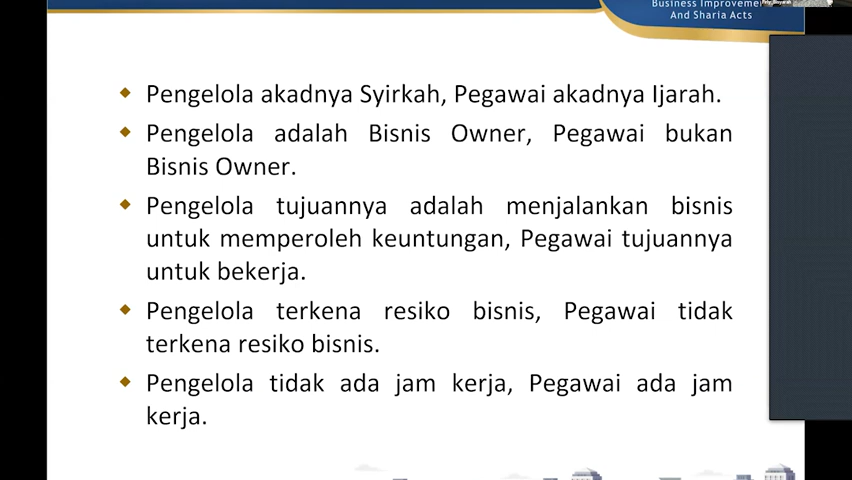 Business Improvement
And Sharia Acts
Pengelola akadnya Syirkah, Pegawai akadnya Ijarah.
Pengelola adalah Bisnis Owner, Pegawai bukan
Bisnis Owner.
Pengelola tujuannya adalah menjalankan bisnis
untuk memperoleh keuntungan, Pegawai tujuannya
untuk bekerja.
Pengelola terkena resiko bisnis, Pegawai tidak
terkena resiko bisnis.
Pengelola tidak ada jam kerja, Pegawai ada jam
kerja.